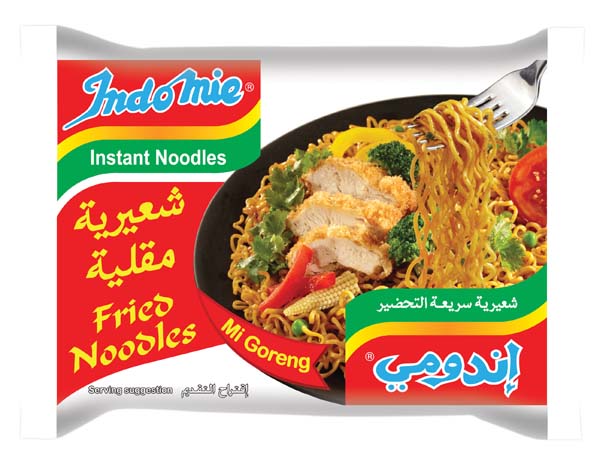 Indomie®
Instant Noodles
شعيرية
مقلية
Fried
Noodles
Mi Goreng
Serving suggestion إقتراح التقديم
شعيرية سريعة التحضير
إندومي®